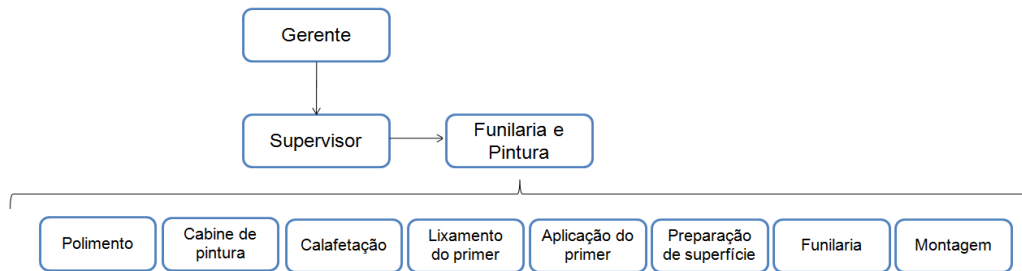 Gerente
Supervisor
Funilaria e
Pintura
Polimento
Cabine de
pintura
Calafetação
Lixamento
do primer
Aplicação do
primer
Preparação
de superfície
Funilaria
Montagem